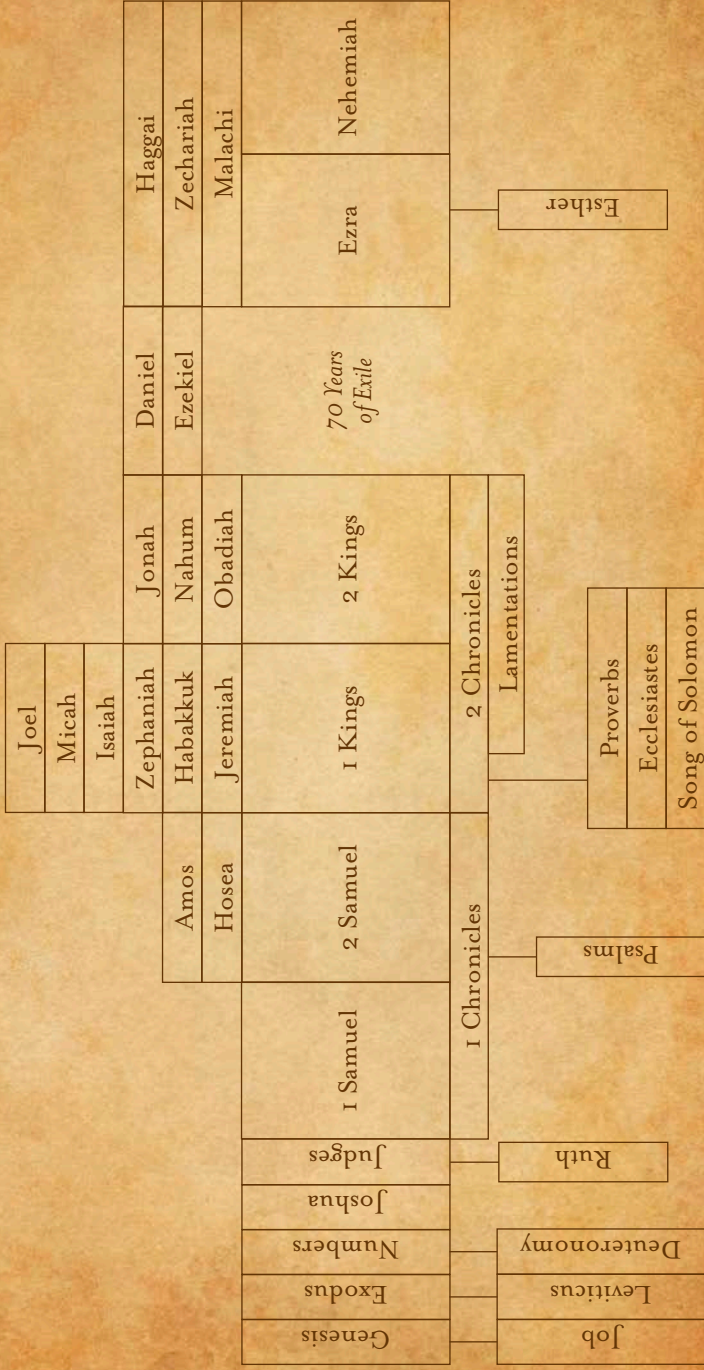 Joel
Micah
Isaiah
Haggai
Zechariah
Malachi
Daniel
Ezekiel
Jonah
Nahum
Obadiah
Zephaniah
Habakkuk
Jeremiah
Amos
Hosea
Genesis
Exodus
Numbers
Joshua
Judges
1 Samuel
2 Samuel
1 Kings
2 Kings
70 Years
of Exile
Ezra
Nehemiah
1 Chronicles
2 Chronicles
Lamentations
Job
Leviticus
Deuteronomy
Ruth
Psalms
Proverbs
Ecclesiastes
Song of Solomon
Esther